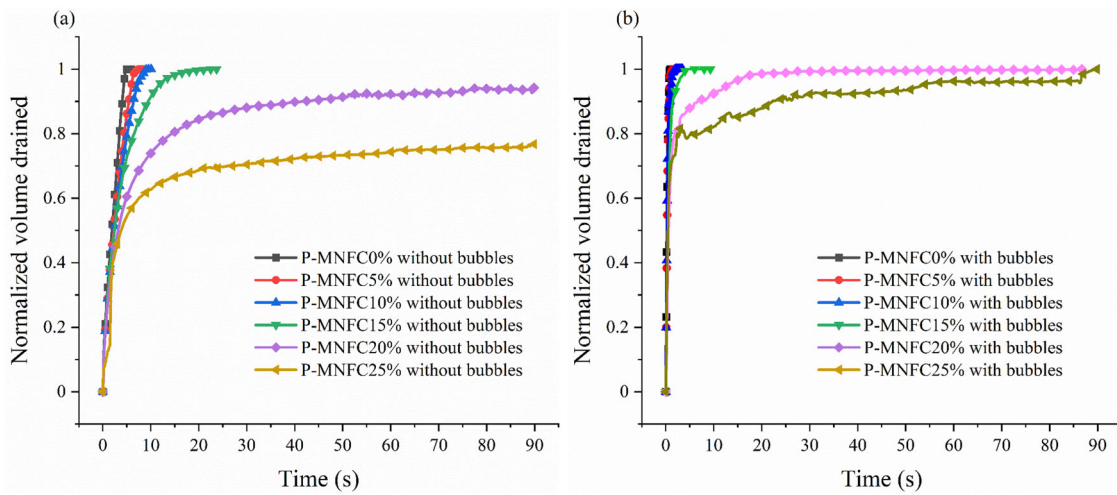 (a)
Normalized volume drained
1
0.8
0.6
0.4
0.2
0
P-MNFC0% without bubbles
P-MNFC5% without bubbles
P-MNFC10% without bubbles
P-MNFC15% without bubbles
P-MNFC20% without bubbles
P-MNFC25% without bubbles
0 10 20 30 40 50 60 70 80 90
Time (s)
(b)
Normalized volume drained
1
0.8
0.6
0.4
0.2
0
P-MNFC0% with bubbles
P-MNFC5% with bubbles
P-MNFC10% with bubbles
P-MNFC15% with bubbles
P-MNFC20% with bubbles
P-MNFC25% with bubbles
0 10 20 30 40 50 60 70 80 90
Time (s)